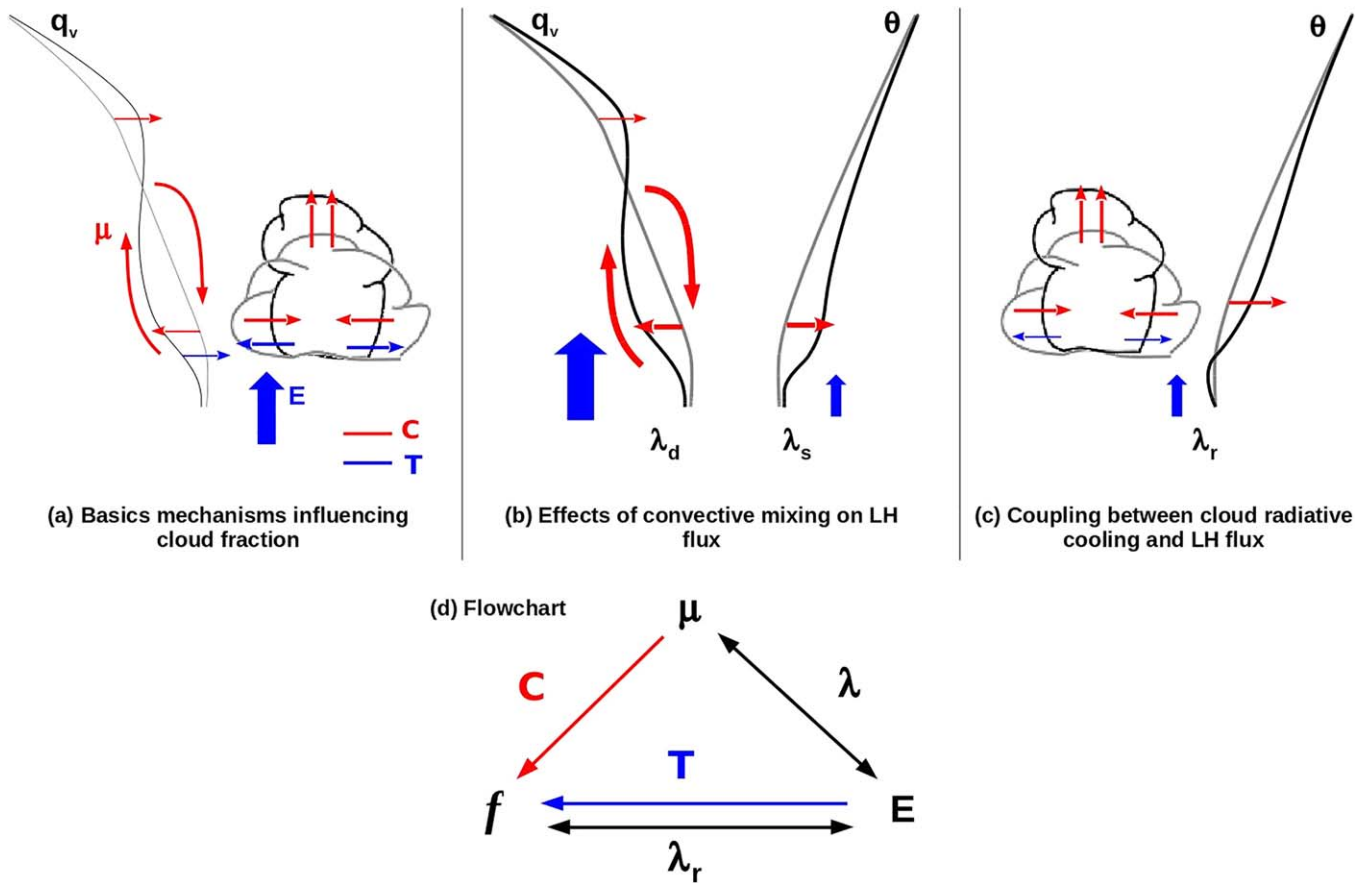 qv
μ
E
C
T
(a) Basics mechanisms influencing
cloud fraction
qv
θ
λd
λs
(b) Effects of convective mixing on LH
flux
θ
λr
(c) Coupling between cloud radiative
cooling and LH flux
(d) Flowchart
μ
C
λ
T
f
E
λr